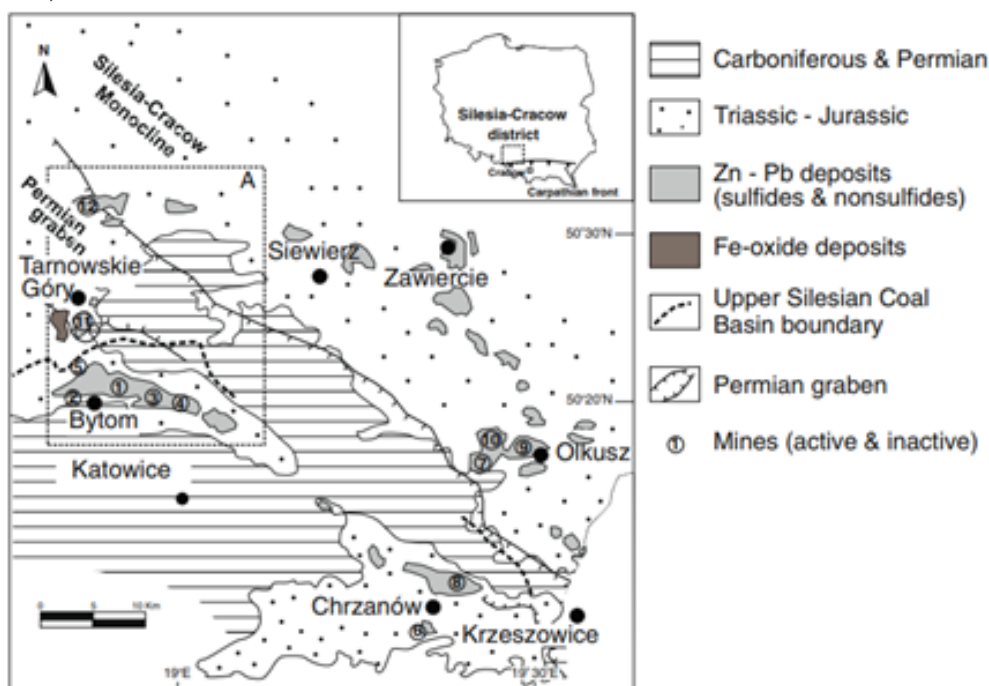 N
Silesia-Cracow
Monocline
Permian
graben
A
Silesia-Cracow
district
Cracow
Carpathian front
12
Tarnowskie
Góry
Siewierz
Zawiercie
50°30'N
11
5
1
2
3
4
Bytom
50°20'N
Katowice
10
9
7
Olkusz
8
Chrzanów
6
Krzeszowice
0 5 10 Km
19°E
19°30'E
Carboniferous & Permian
Triassic - Jurassic
Zn - Pb deposits
(sulfides & nonsulfides)
Fe-oxide deposits
Upper Silesian Coal
Basin boundary
Permian graben
1 Mines (active & inactive)